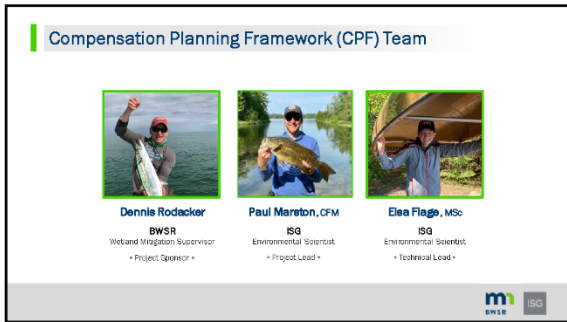 Compensation Planning Framework (CPF) Team
Dennis Rodacker
BWSR
Wetland Mitigation Supervisor
• Project Sponsor •
Paul Marston, CFM
ISG
Environmental Scientist
• Project Lead •
Elsa Flage, MSc
ISG
Environmental Scientist
• Technical Lead •
mn
BWSR
ISG